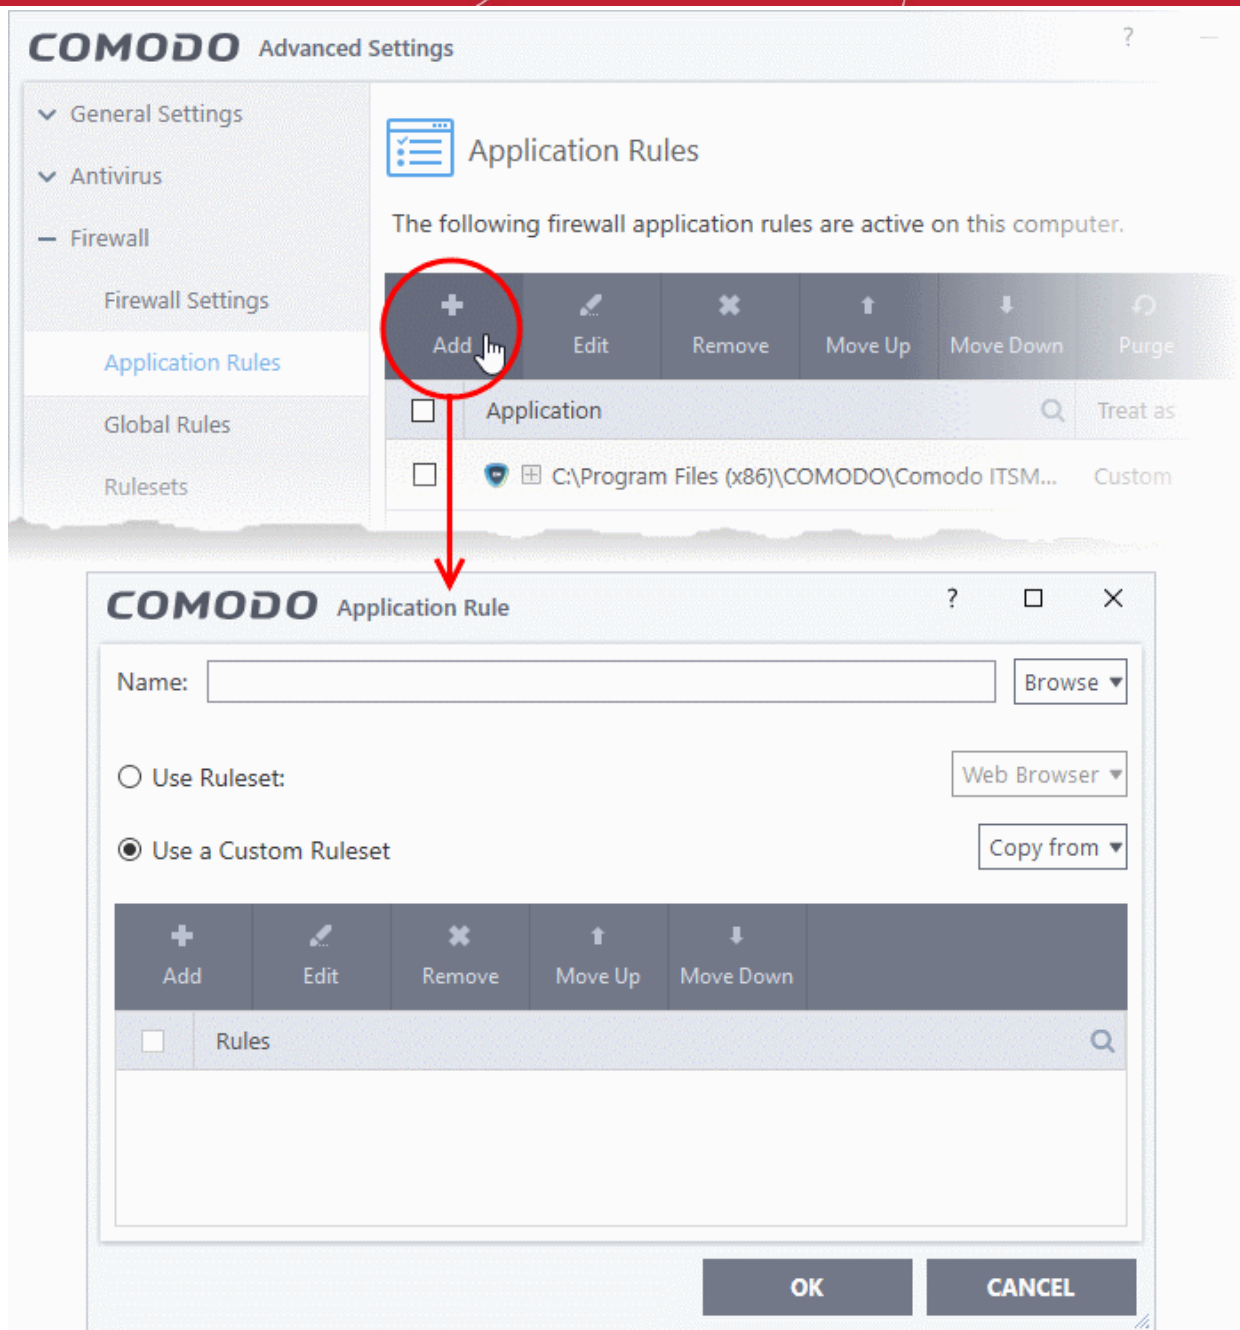 COMODO Advanced Settings ?
General Settings
Antivirus
Firewall
Firewall Settings
Application Rules
Global Rules
Rulesets
Application Rules
The following firewall application rules are active on this computer.
Add Edit Remove Move Up Move Down Purge
Application Treat as
C:\Program Files (x86)\COMODO\Comodo ITSM... Custom
COMODO Application Rule ?
Name: Browse
Use Ruleset: Web Browser
Use a Custom Ruleset Copy from
Add Edit Remove Move Up Move Down
Rules
OK CANCEL